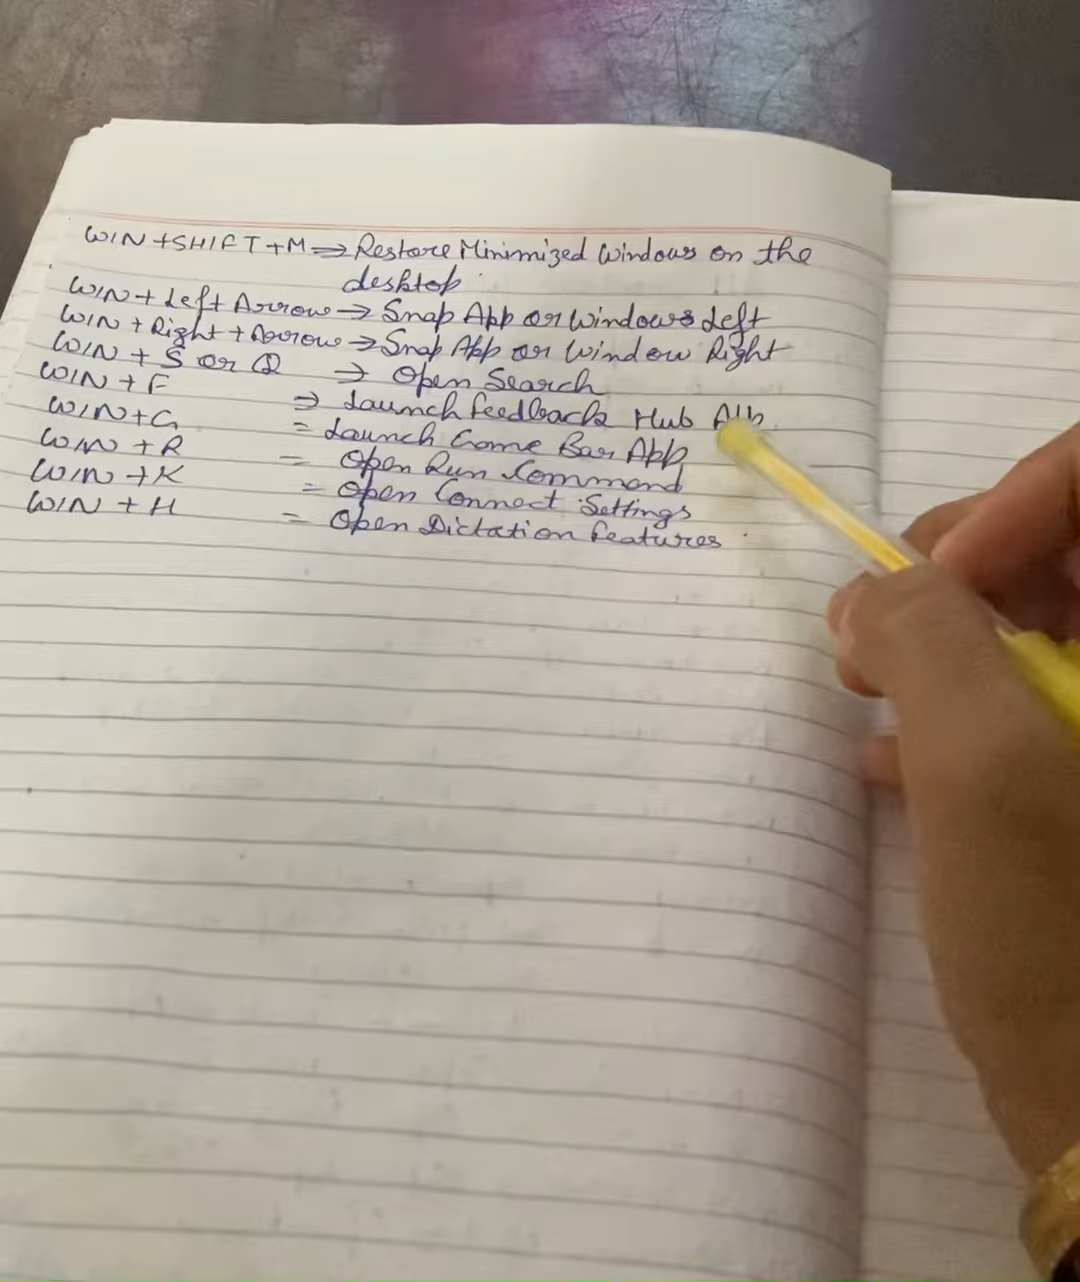 WIN+SHIFT+M⇒Restore Minimized Windows on the
desktop
WIN+Left Arrow→Snap App or Windows Left
WIN+Right+Arrow→Snap App or Window Right
WIN+S or Q → Open Search
WIN+F ⇒ Launch feedback Hub App
WIN+G = Launch Game Bar App
WIN+R = Open Run Command
WIN+K = Open Connect Settings
WIN+H = Open Dictation features